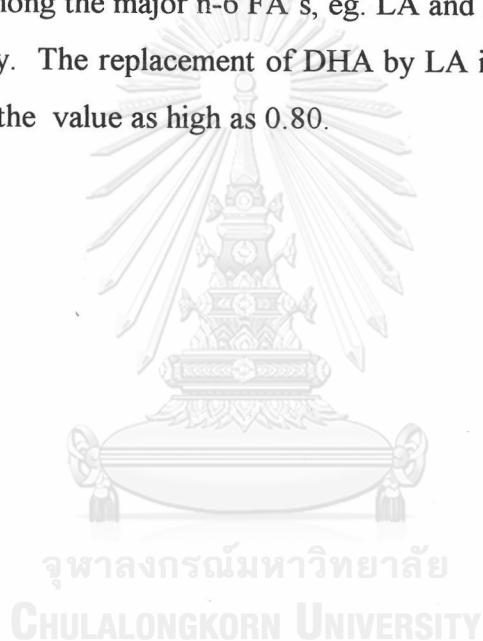 ong the major n-6 FA's, eg. LA and
y. The replacement of DHA by LA i
the value as high as 0.80.
จุฬาลงกรณ์มหาวิทยาลัย
CHULALONGKORN UNIVERSITY